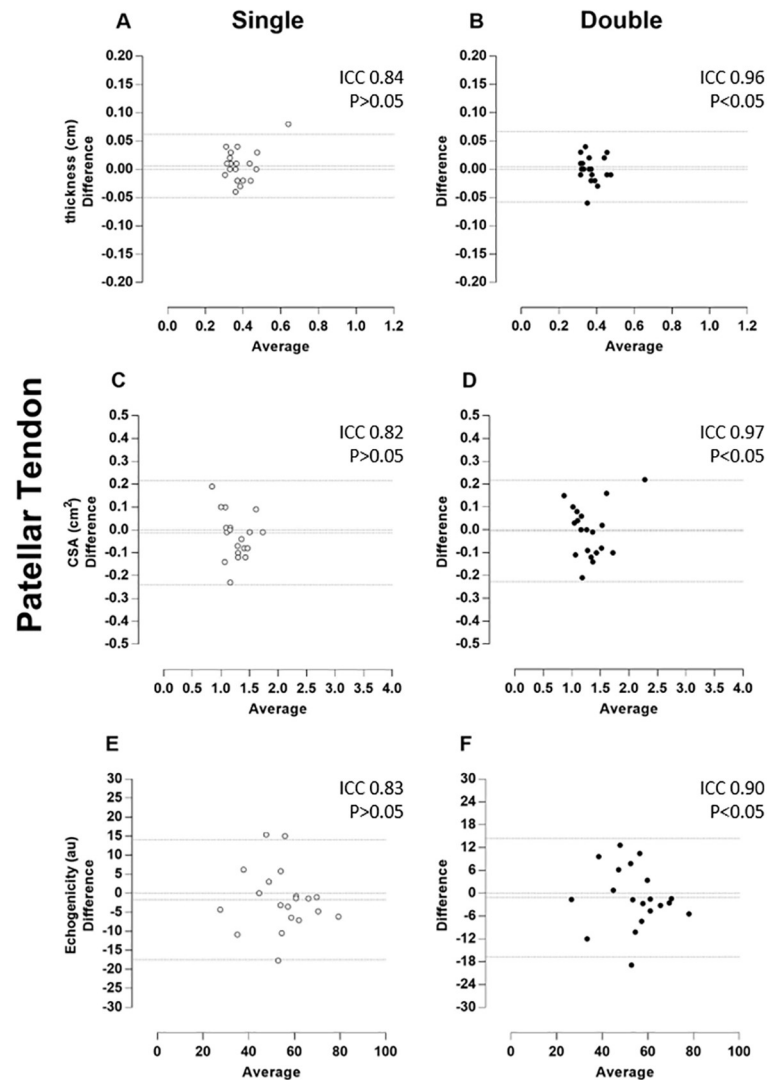 Patellar Tendon
A
Single
ICC 0.84
P>0.05
thickness (cm)
Difference
0.20
0.15
0.10
0.05
0.00
-0.05
-0.10
-0.15
-0.20
0.0 0.2 0.4 0.6 0.8 1.0 1.2
Average
B
Double
ICC 0.96
P<0.05
Difference
0.20
0.15
0.10
0.05
0.00
-0.05
-0.10
-0.15
-0.20
0.0 0.2 0.4 0.6 0.8 1.0 1.2
Average
C
ICC 0.82
P>0.05
CSA (cm²)
Difference
0.5
0.4
0.3
0.2
0.1
0.0
-0.1
-0.2
-0.3
-0.4
-0.5
0.0 0.5 1.0 1.5 2.0 2.5 3.0 3.5 4.0
Average
D
ICC 0.97
P<0.05
Difference
0.5
0.4
0.3
0.2
0.1
0.0
-0.1
-0.2
-0.3
-0.4
-0.5
0.0 0.5 1.0 1.5 2.0 2.5 3.0 3.5 4.0
Average
E
ICC 0.83
P>0.05
Echogenicity (au)
Difference
30
25
20
15
10
5
0
-5
-10
-15
-20
-25
-30
0 20 40 60 80 100
Average
F
ICC 0.90
P<0.05
Difference
30
24
18
12
6
0
-6
-12
-18
-24
-30
0 20 40 60 80 100
Average